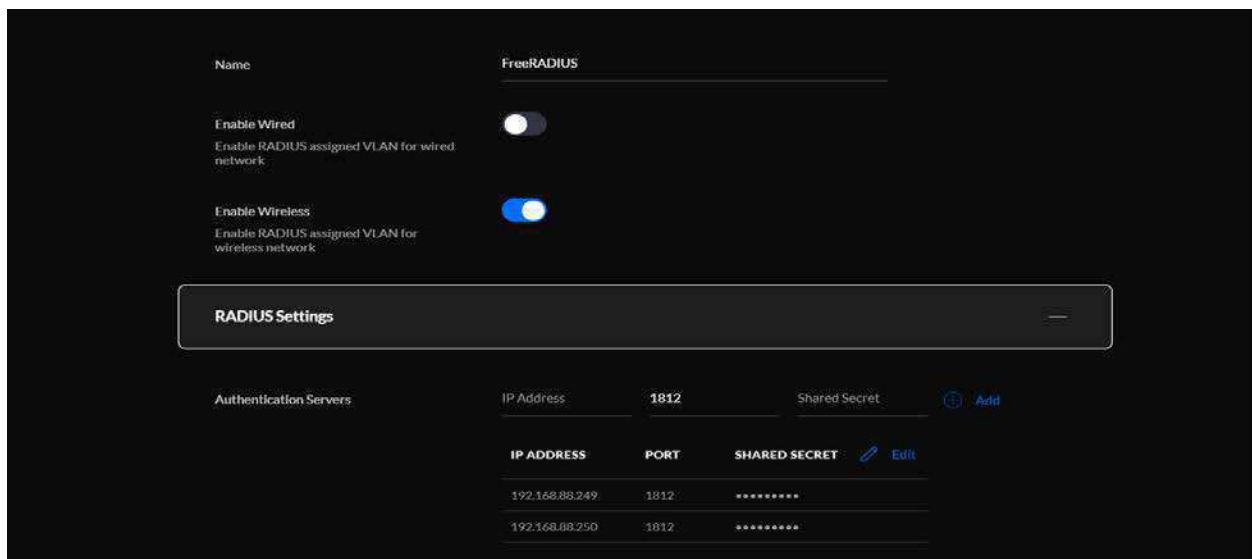 Name FreeRADIUS
Enable Wired
Enable RADIUS assigned VLAN for wired
network
Enable Wireless
Enable RADIUS assigned VLAN for
wireless network
RADIUS Settings
Authentication Servers IP Address 1812 Shared Secret Add
IP ADDRESS PORT SHARED SECRET Edit
192.168.88.249 1812 •••••••••
192.168.88.250 1812 •••••••••